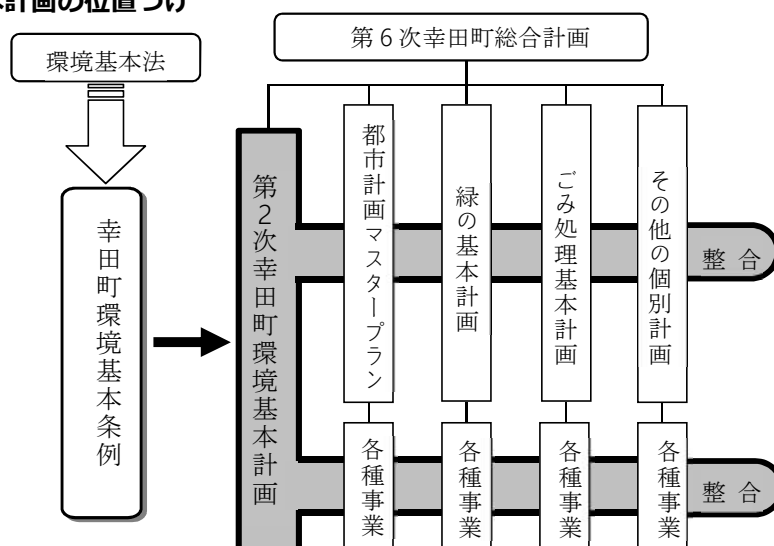 本計画の位置づけ
環境基本法
第6次幸田町総合計画
幸田町環境基本条例
第2次幸田町環境基本計画
都市計画マスタープラン
緑の基本計画
ごみ処理基本計画
その他の個別計画
整合
各種事業
各種事業
各種事業
各種事業
整合